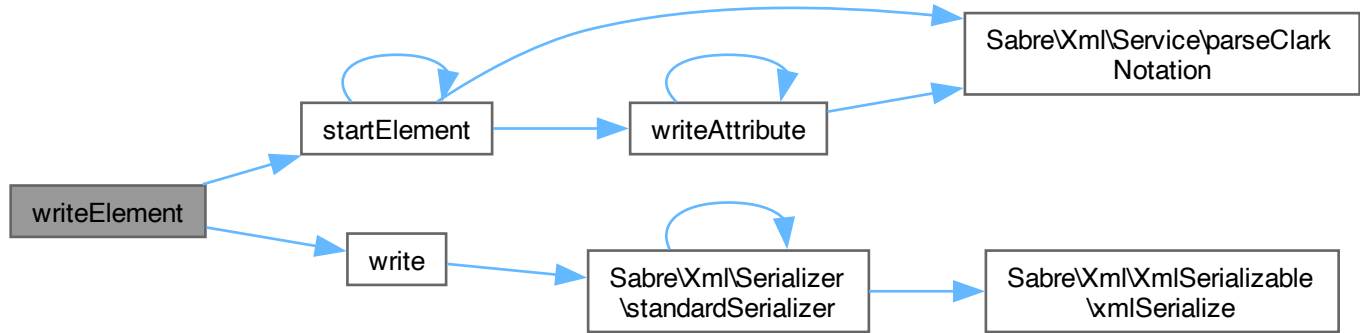 Sabre\Xml\Service\parseClark
Notation
startElement
writeAttribute
writeElement
write
Sabre\Xml\Serializer
\standardSerializer
Sabre\Xml\XmlSerializable
\xmlSerialize